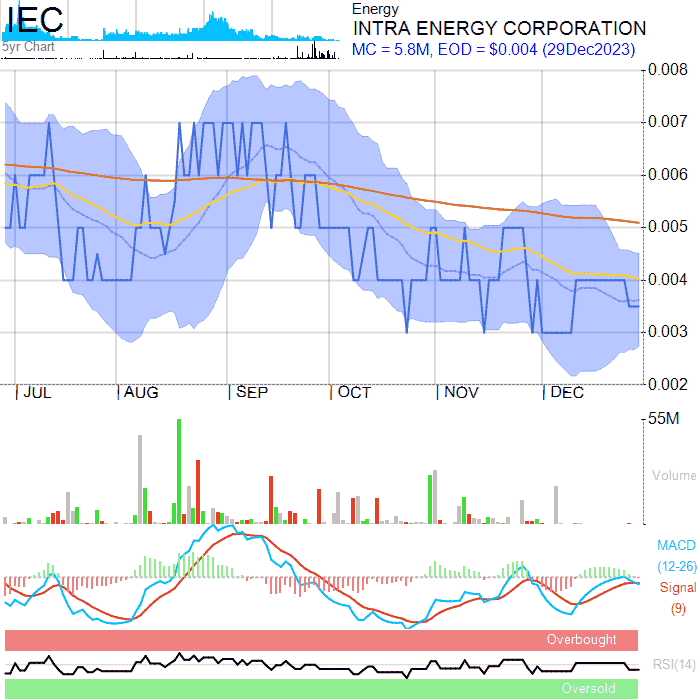 IEC
5yr Chart
Energy
INTRA ENERGY CORPORATION
MC = 5.8M, EOD = $0.004 (29Dec2023)
0.008
0.007
0.006
0.005
0.004
0.003
0.002
JUL AUG SEP OCT NOV DEC
55M
Volume
MACD
(12-26)
Signal
(9)
Overbought
RSI(14)
Oversold